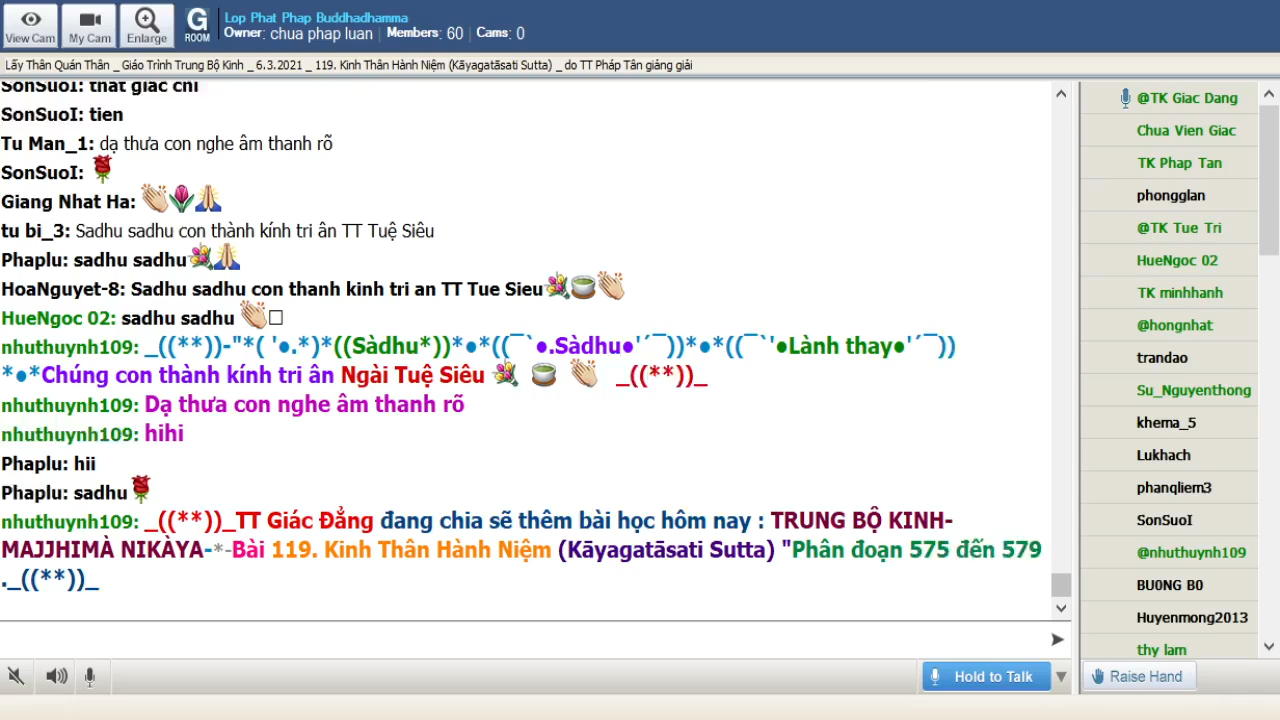 View Cam
My Cam
Enlarge
G
ROOM
Lop Phat Phap Buddhadhamma
Owner: chua phap luan | Members: 60 | Cams: 0
Lấy Thân Quán Thân _ Giáo Trình Trung Bộ Kinh _ 6.3.2021 _ 119. Kinh Thân Hành Niệm (Kāyagatāsati Sutta) _ do TT Pháp Tân giảng giải
SonSuoI: that giac chi
SonSuoI: tien
Tu Man_1: dạ thưa con nghe âm thanh rõ
SonSuoI:
Giang Nhat Ha:
tu bi_3: Sadhu sadhu con thành kính tri ân TT Tuệ Siêu
Phaplu: sadhu sadhu
HoaNguyet-8: Sadhu sadhu con thanh kinh tri an TT Tue Sieu
HueNgoc 02: sadhu sadhu
nhuthuynh109: _((**))-"*( '●.*)*((Sàdhu*))*●*((¯`●.Sàdhu●'´¯))*●*((¯`'●Lành thay●'´¯))
*●*Chúng con thành kính tri ân Ngài Tuệ Siêu _((**))_
nhuthuynh109: Dạ thưa con nghe âm thanh rõ
nhuthuynh109: hihi
Phaplu: hii
Phaplu: sadhu
nhuthuynh109: _((**))_TT Giác Đẳng đang chia sẽ thêm bài học hôm nay : TRUNG BỘ KINH-
MAJJHIMÀ NIKÀYA-*-Bài 119. Kinh Thân Hành Niệm (Kāyagatāsati Sutta) "Phân đoạn 575 đến 579
._((**))_
@TK Giac Dang
Chua Vien Giac
TK Phap Tan
phongglan
@TK Tue Tri
HueNgoc 02
TK minhhanh
@hongnhat
trandao
Su_Nguyenthong
khema_5
Lukhach
phanqliem3
SonSuoI
@nhuthuynh109
BU0NG B0
Huyenmong2013
thy lam
Hold to Talk
Raise Hand